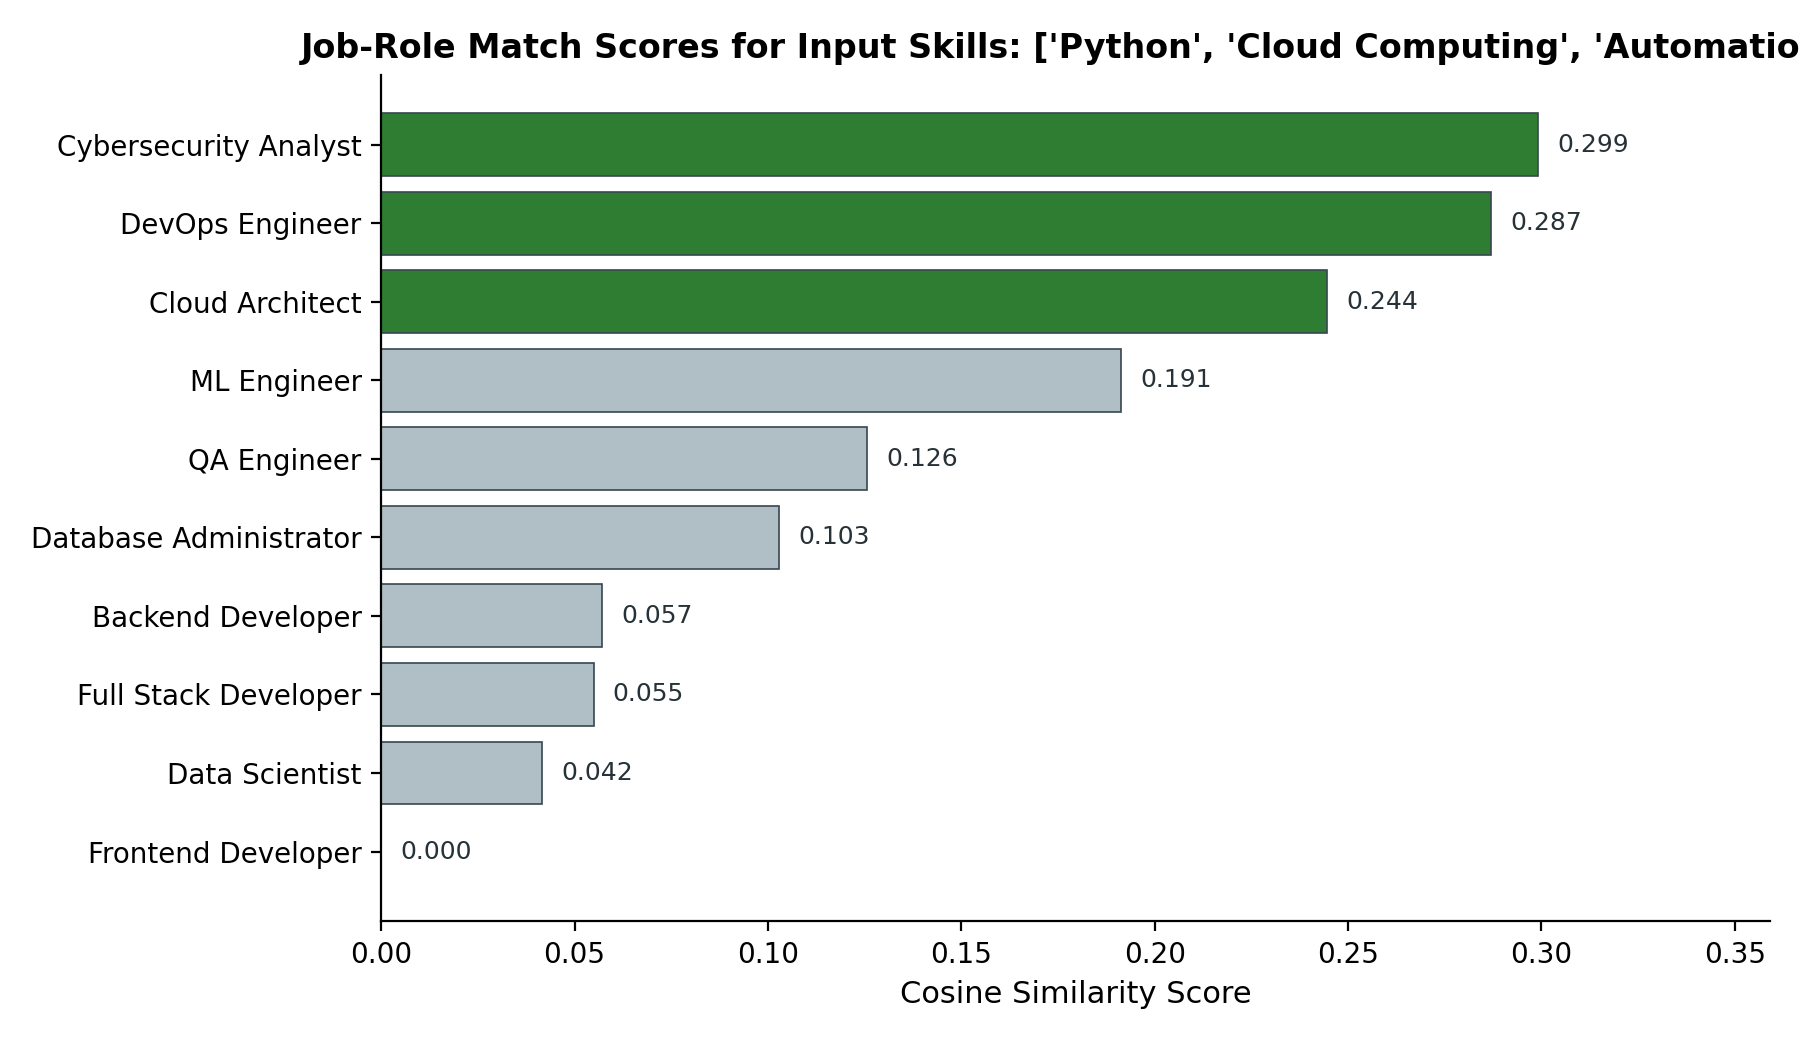 Job-Role Match Scores for Input Skills: ['Python', 'Cloud Computing', 'Automatio
Cybersecurity Analyst 0.299
DevOps Engineer 0.287
Cloud Architect 0.244
ML Engineer 0.191
QA Engineer 0.126
Database Administrator 0.103
Backend Developer 0.057
Full Stack Developer 0.055
Data Scientist 0.042
Frontend Developer 0.000
0.00 0.05 0.10 0.15 0.20 0.25 0.30 0.35
Cosine Similarity Score